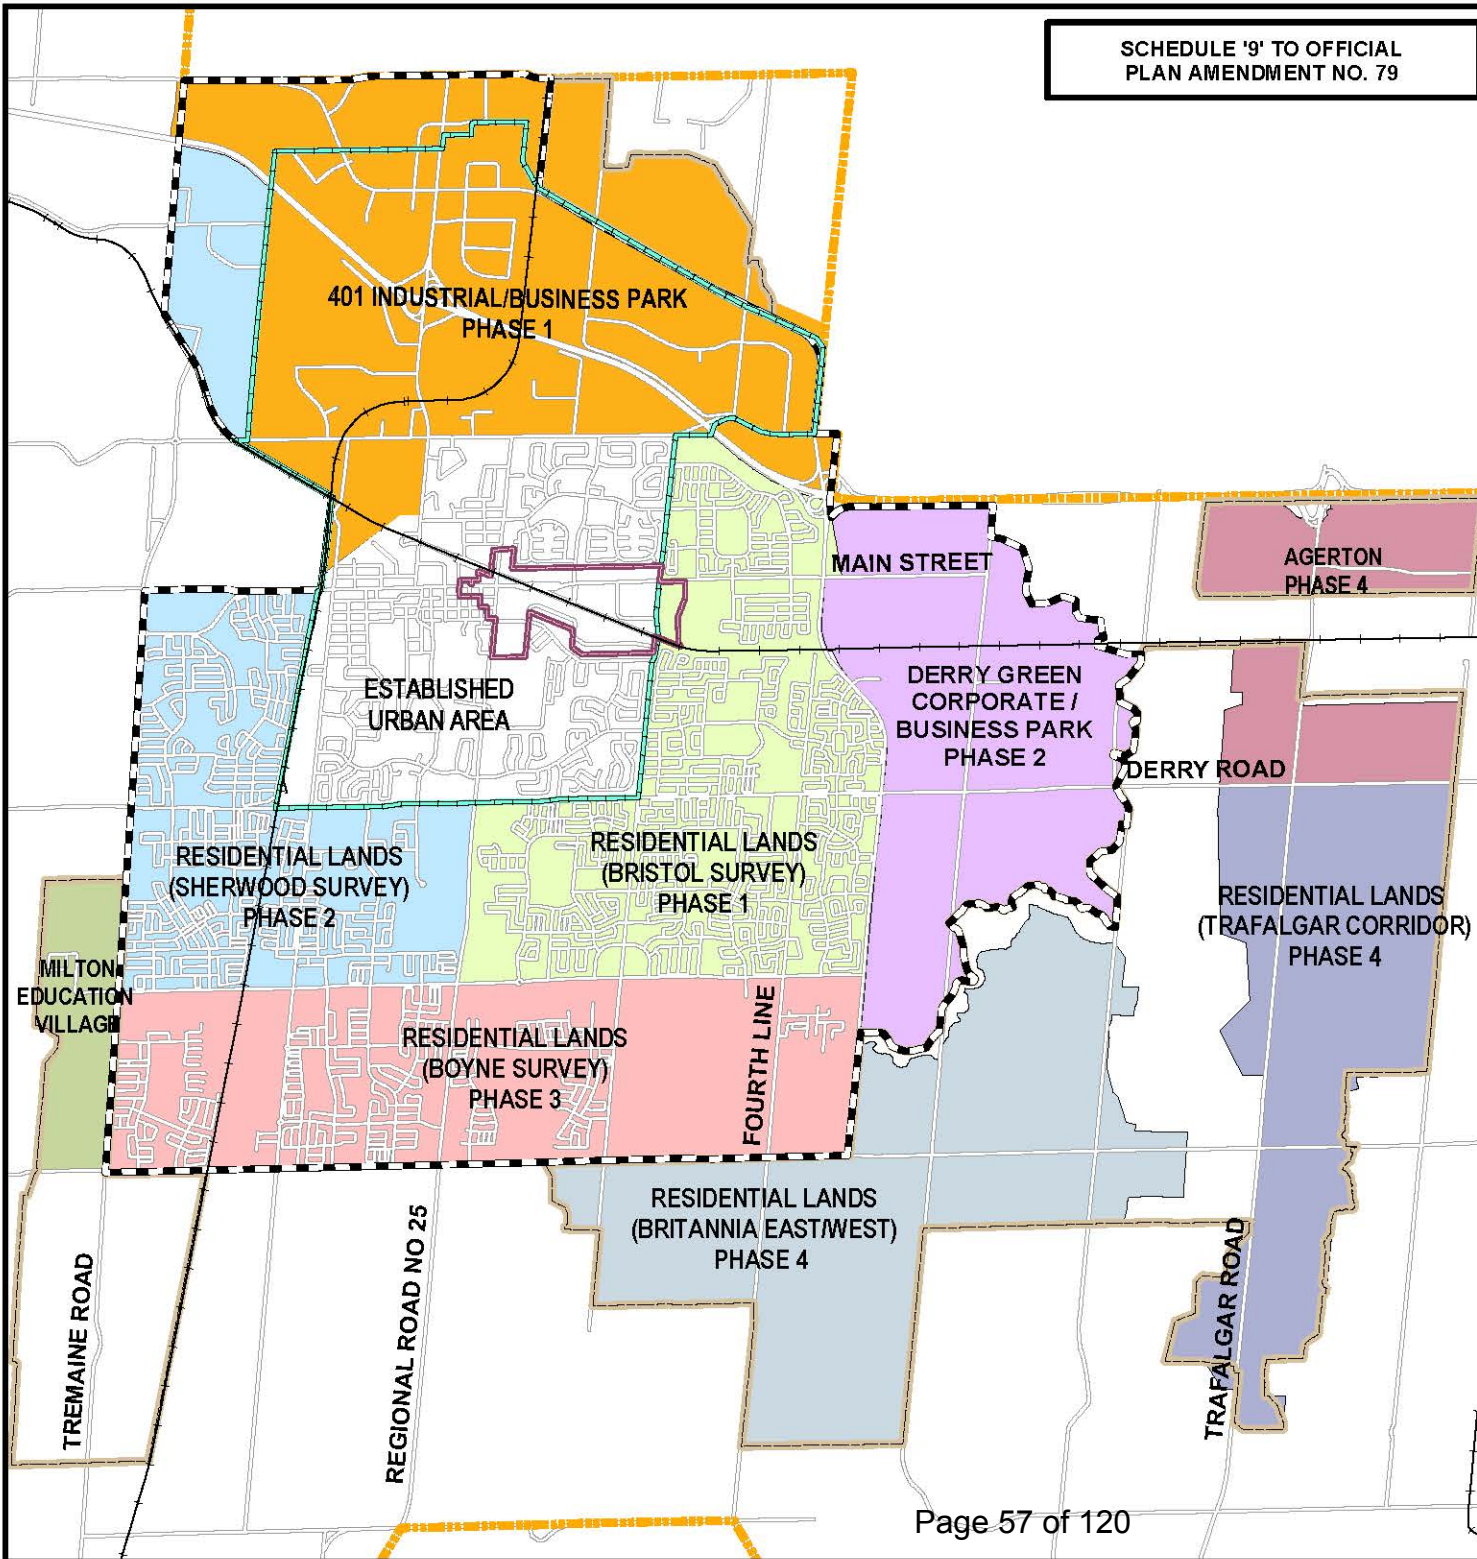 SCHEDULE '9' TO OFFICIAL
PLAN AMENDMENT NO. 79
401 INDUSTRIAL/BUSINESS PARK
PHASE 1
MAIN STREET
AGERTON
PHASE 4
ESTABLISHED
URBAN AREA
DERRY GREEN
CORPORATE /
BUSINESS PARK
PHASE 2
DERRY ROAD
RESIDENTIAL LANDS
(SHERWOOD SURVEY)
PHASE 2
RESIDENTIAL LANDS
(BRISTOL SURVEY)
PHASE 1
RESIDENTIAL LANDS
(TRAFALGAR CORRIDOR)
PHASE 4
MILTON
EDUCATION
VILLAGE
RESIDENTIAL LANDS
(BOYNE SURVEY)
PHASE 3
FOURTH LINE
RESIDENTIAL LANDS
(BRITANNIA EAST/WEST)
PHASE 4
TREMAINE ROAD
REGIONAL ROAD NO 25
TRAFALGAR ROAD
Page 57 of 120